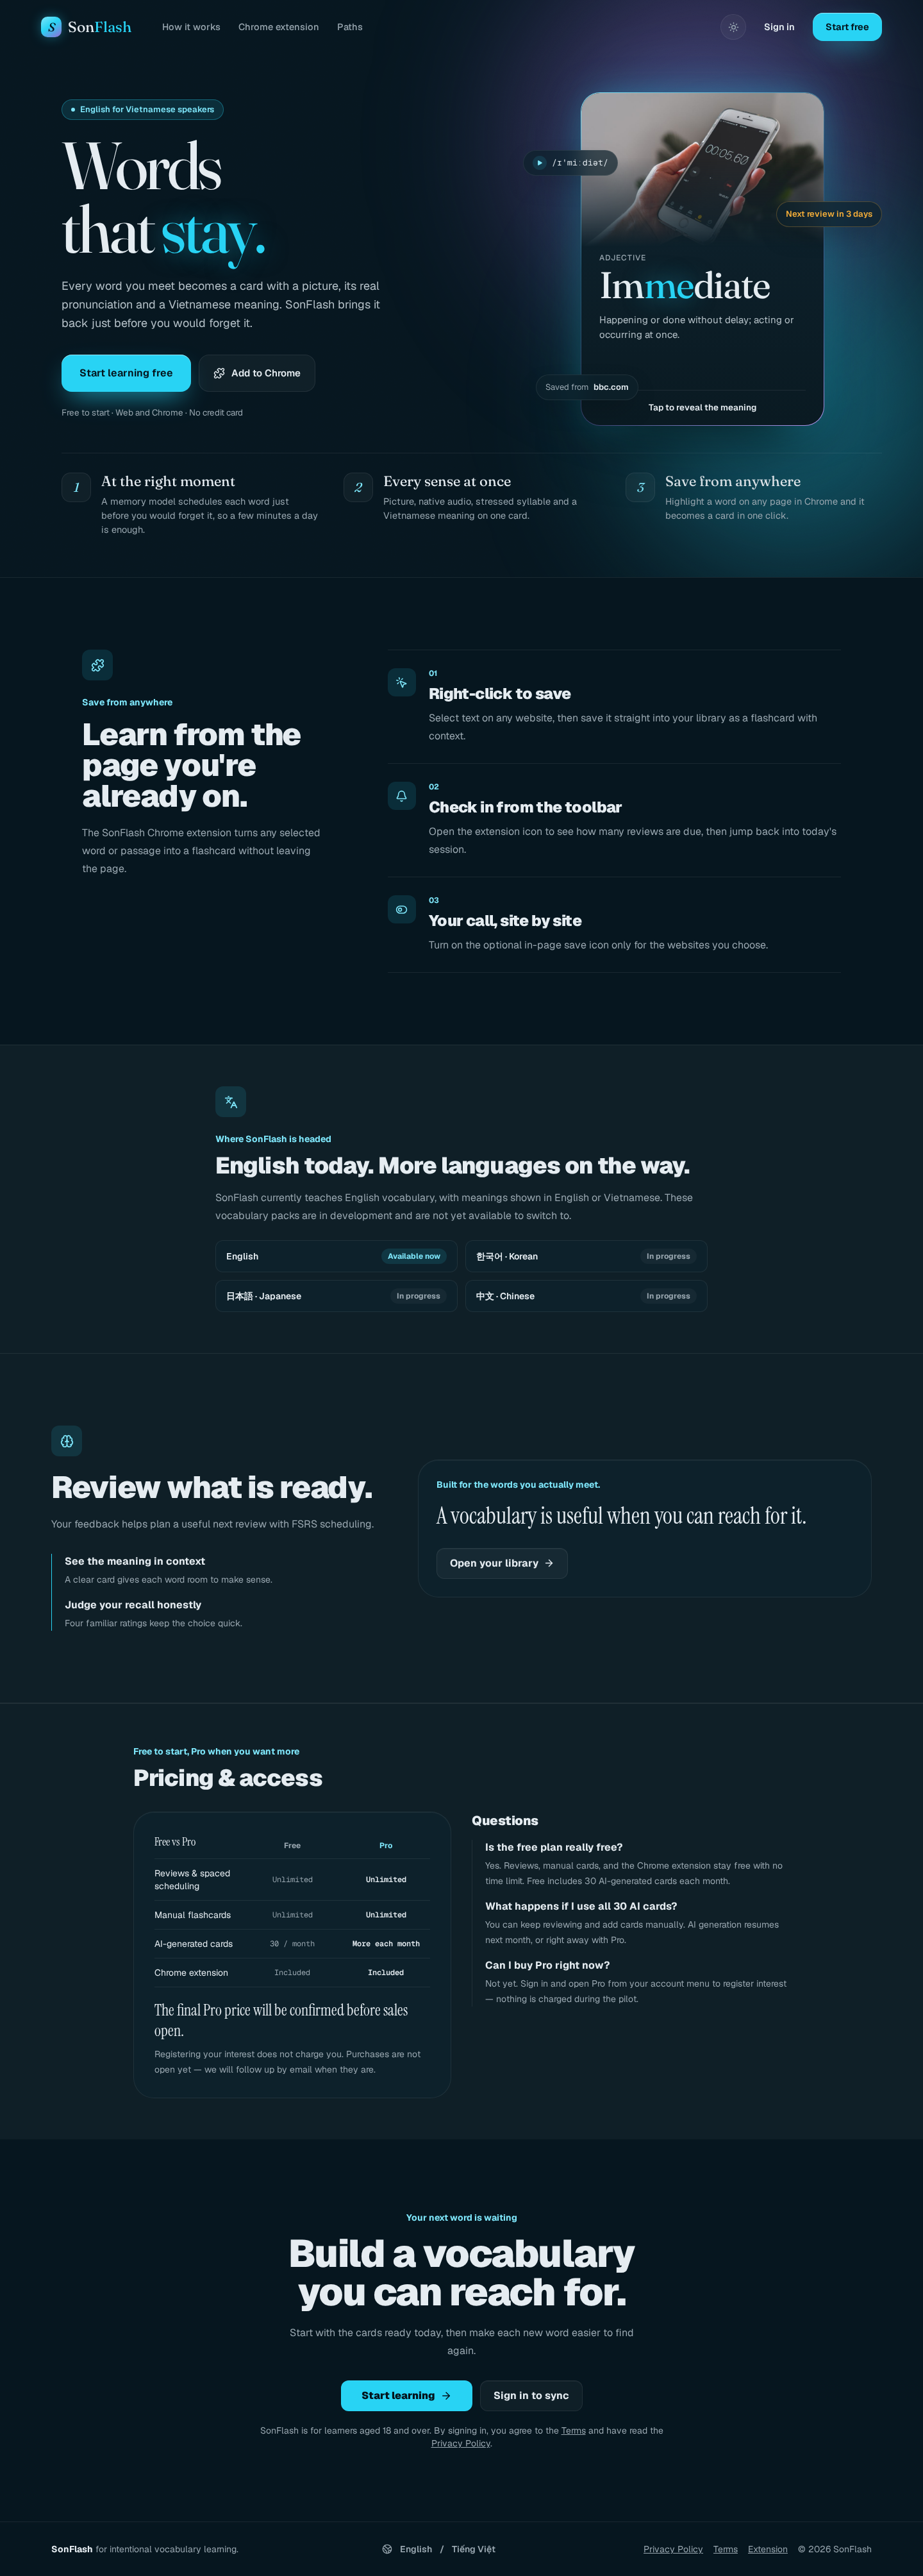 S SonFlash How it works Chrome extension Paths Sign in Start free
English for Vietnamese speakers
Words
that stay.
Every word you meet becomes a card with a picture, its real
pronunciation and a Vietnamese meaning. SonFlash brings it
back just before you would forget it.
Start learning free Add to Chrome
Free to start · Web and Chrome · No credit card
00:05.60
/ɪˈmiːdiət/
Next review in 3 days
ADJECTIVE
Immediate
Happening or done without delay; acting or
occurring at once.
Saved from bbc.com
Tap to reveal the meaning
1 At the right moment
A memory model schedules each word just
before you would forget it, so a few minutes a day
is enough.
2 Every sense at once
Picture, native audio, stressed syllable and a
Vietnamese meaning on one card.
3 Save from anywhere
Highlight a word on any page in Chrome and it
becomes a card in one click.
Save from anywhere
Learn from the
page you're
already on.
The SonFlash Chrome extension turns any selected
word or passage into a flashcard without leaving
the page.
01
Right-click to save
Select text on any website, then save it straight into your library as a flashcard with
context.
02
Check in from the toolbar
Open the extension icon to see how many reviews are due, then jump back into today's
session.
03
Your call, site by site
Turn on the optional in-page save icon only for the websites you choose.
Where SonFlash is headed
English today. More languages on the way.
SonFlash currently teaches English vocabulary, with meanings shown in English or Vietnamese. These
vocabulary packs are in development and are not yet available to switch to.
English Available now
한국어 · Korean In progress
日本語 · Japanese In progress
中文 · Chinese In progress
Review what is ready.
Your feedback helps plan a useful next review with FSRS scheduling.
See the meaning in context
A clear card gives each word room to make sense.
Judge your recall honestly
Four familiar ratings keep the choice quick.
Built for the words you actually meet.
A vocabulary is useful when you can reach for it.
Open your library
Free to start, Pro when you want more
Pricing & access
Free vs Pro Free Pro
Reviews & spaced
scheduling Unlimited Unlimited
Manual flashcards Unlimited Unlimited
AI-generated cards 30 / month More each month
Chrome extension Included Included
The final Pro price will be confirmed before sales
open.
Registering your interest does not charge you. Purchases are not
open yet — we will follow up by email when they are.
Questions
Is the free plan really free?
Yes. Reviews, manual cards, and the Chrome extension stay free with no
time limit. Free includes 30 AI-generated cards each month.
What happens if I use all 30 AI cards?
You can keep reviewing and add cards manually. AI generation resumes
next month, or right away with Pro.
Can I buy Pro right now?
Not yet. Sign in and open Pro from your account menu to register interest
— nothing is charged during the pilot.
Your next word is waiting
Build a vocabulary
you can reach for.
Start with the cards ready today, then make each new word easier to find
again.
Start learning Sign in to sync
SonFlash is for learners aged 18 and over. By signing in, you agree to the Terms and have read the
Privacy Policy.
SonFlash for intentional vocabulary learning. English / Tiếng Việt Privacy Policy Terms Extension © 2026 SonFlash